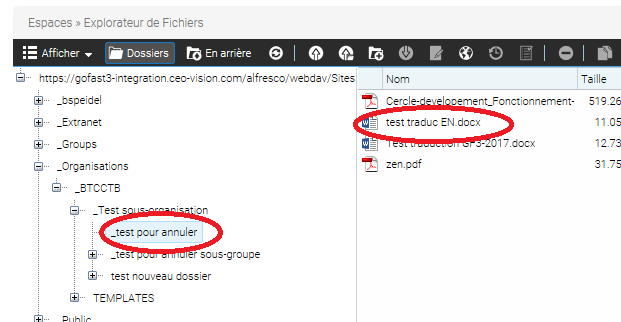 Espaces » Explorateur de Fichiers
Afficher Dossiers En arrière
https://gofast3-integration.ceo-vision.com/alfresco/webdav/Sites
_bspeidel
_Extranet
_Groups
_Organisations
_BTCCTB
_Test sous-organisation
_test pour annuler
_test pour annuler sous-groupe
test nouveau dossier
TEMPLATES
_Public
Nom Taille
Cercle-developement_Fonctionnement- 519.26
test traduc EN.docx 11.05
Test traduction GF3-2017.docx 12.73
zen.pdf 31.75